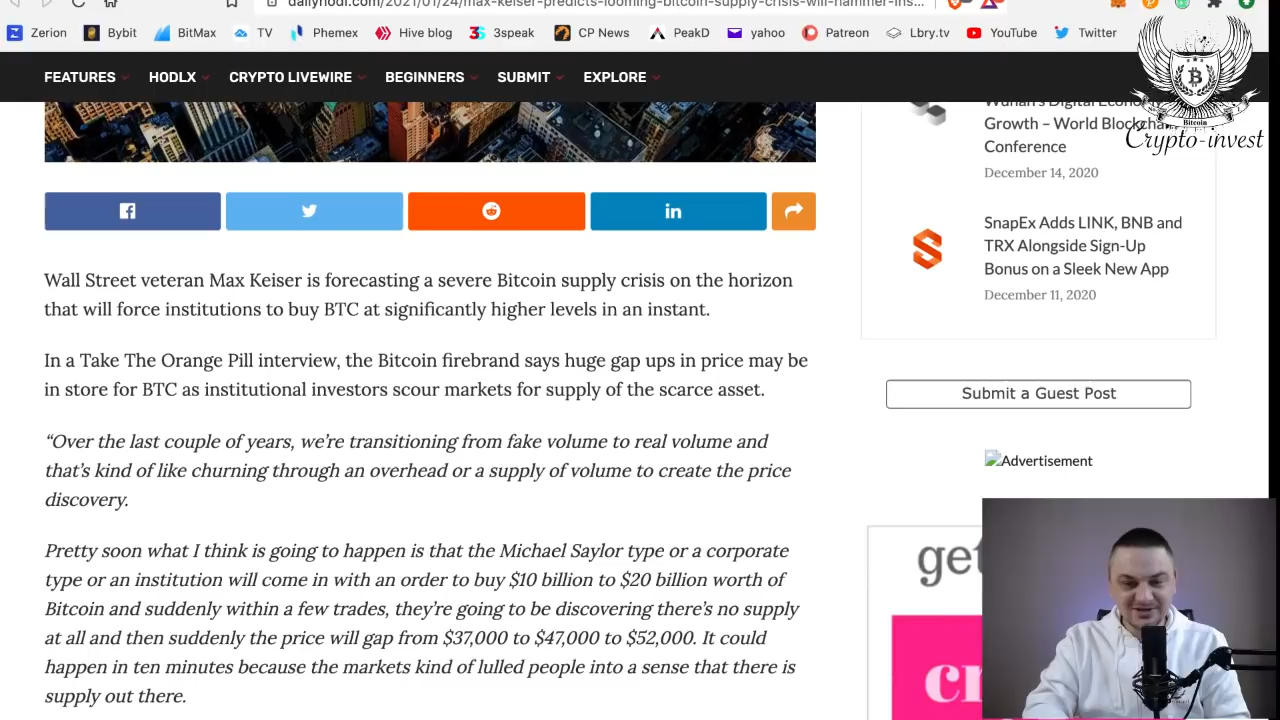 dailyhodl.com/2021/01/24/max-keiser-predicts-looming-bitcoin-supply-crisis-will-hammer-ins...
Zerion Bybit BitMax TV Phemex Hive blog 3speak CP News PeakD yahoo Patreon Lbry.tv YouTube Twitter
FEATURES HODLX CRYPTO LIVEWIRE BEGINNERS SUBMIT EXPLORE
Bitcoin
Crypto-invest
Wuhan's Digital Economy
Growth – World Blockchain
Conference
December 14, 2020
SnapEx Adds LINK, BNB and
TRX Alongside Sign-Up
Bonus on a Sleek New App
December 11, 2020
Wall Street veteran Max Keiser is forecasting a severe Bitcoin supply crisis on the horizon
that will force institutions to buy BTC at significantly higher levels in an instant.
In a Take The Orange Pill interview, the Bitcoin firebrand says huge gap ups in price may be
in store for BTC as institutional investors scour markets for supply of the scarce asset.
“Over the last couple of years, we’re transitioning from fake volume to real volume and
that’s kind of like churning through an overhead or a supply of volume to create the price
discovery.
Pretty soon what I think is going to happen is that the Michael Saylor type or a corporate
type or an institution will come in with an order to buy $10 billion to $20 billion worth of
Bitcoin and suddenly within a few trades, they’re going to be discovering there’s no supply
at all and then suddenly the price will gap from $37,000 to $47,000 to $52,000. It could
happen in ten minutes because the markets kind of lulled people into a sense that there is
supply out there.
Submit a Guest Post
Advertisement
get
cr